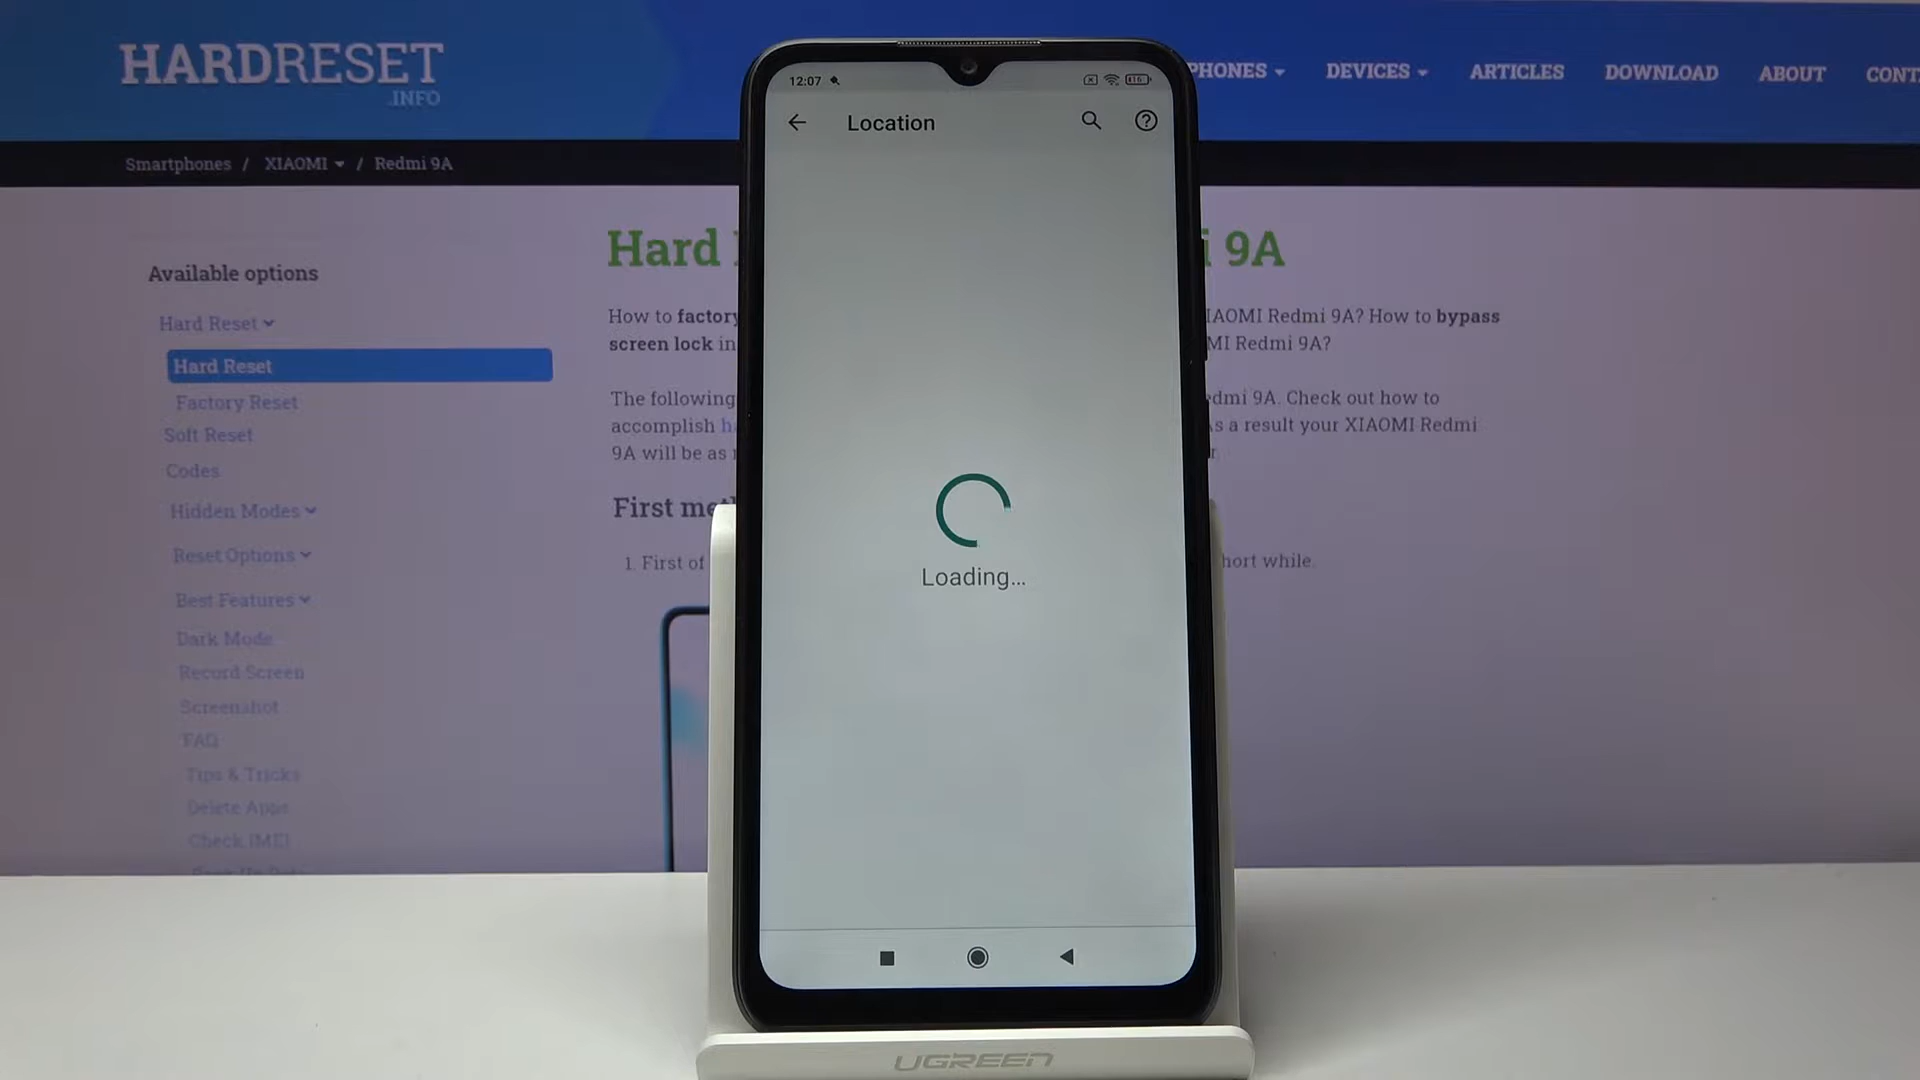 HARDRESET
.INFO
PHONES
DEVICES
ARTICLES
DOWNLOAD
ABOUT
CONT
Smartphones / XIAOMI / Redmi 9A
Available options
Hard Reset
Hard Reset
Factory Reset
Soft Reset
Codes
Hidden Modes
Reset Options
Best Features
Dark Mode
Record Screen
Screenshot
FAQ
Tips & Tricks
Delete Apps
Check IMEI
Hard
9A
How to factory
IAOMI Redmi 9A? How to bypass
screen lock in
MI Redmi 9A?
The following
edmi 9A. Check out how to
accomplish
As a result your XIAOMI Redmi
9A will be as
First
1. First of
hort while.
12:07
16
Location
Loading...
UGREEN